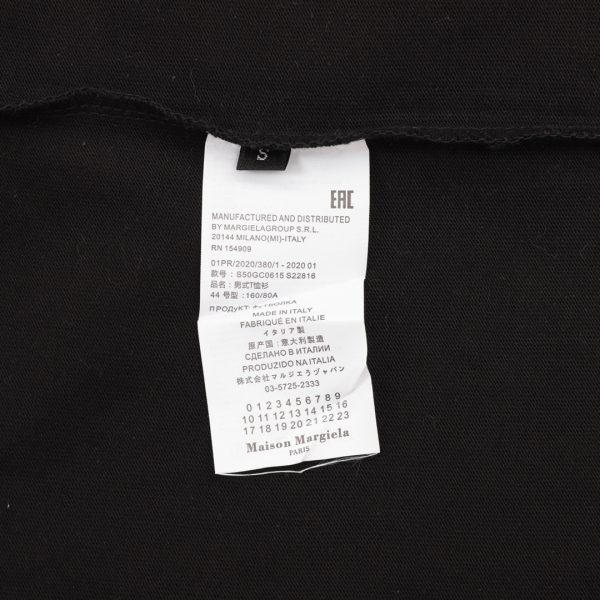 S
EAC
MANUFACTURED AND DISTRIBUTED
BY MARGIELAGROUP S.R.L.
20144 MILANO(MI)-ITALY
RN 154909
01PR/2020/380/1 - 2020 01
款号：S50GC0615 S22816
品名：男式T恤衫
44 号型：160/80A
ПРОДУКТ: ФУТБОЛКА
MADE IN ITALY
FABRIQUÉ EN ITALIE
イタリア製
原产国：意大利製造
СДЕЛАНО В ИТАЛИИ
PRODUZIDO NA ITALIA
株式会社マルジエラヅャパン
03-5725-2333
0 1 2 3 4 5 6 7 8 9
10 11 12 13 14 15 16
17 18 19 20 21 22 23
Maison Margiela
PARIS